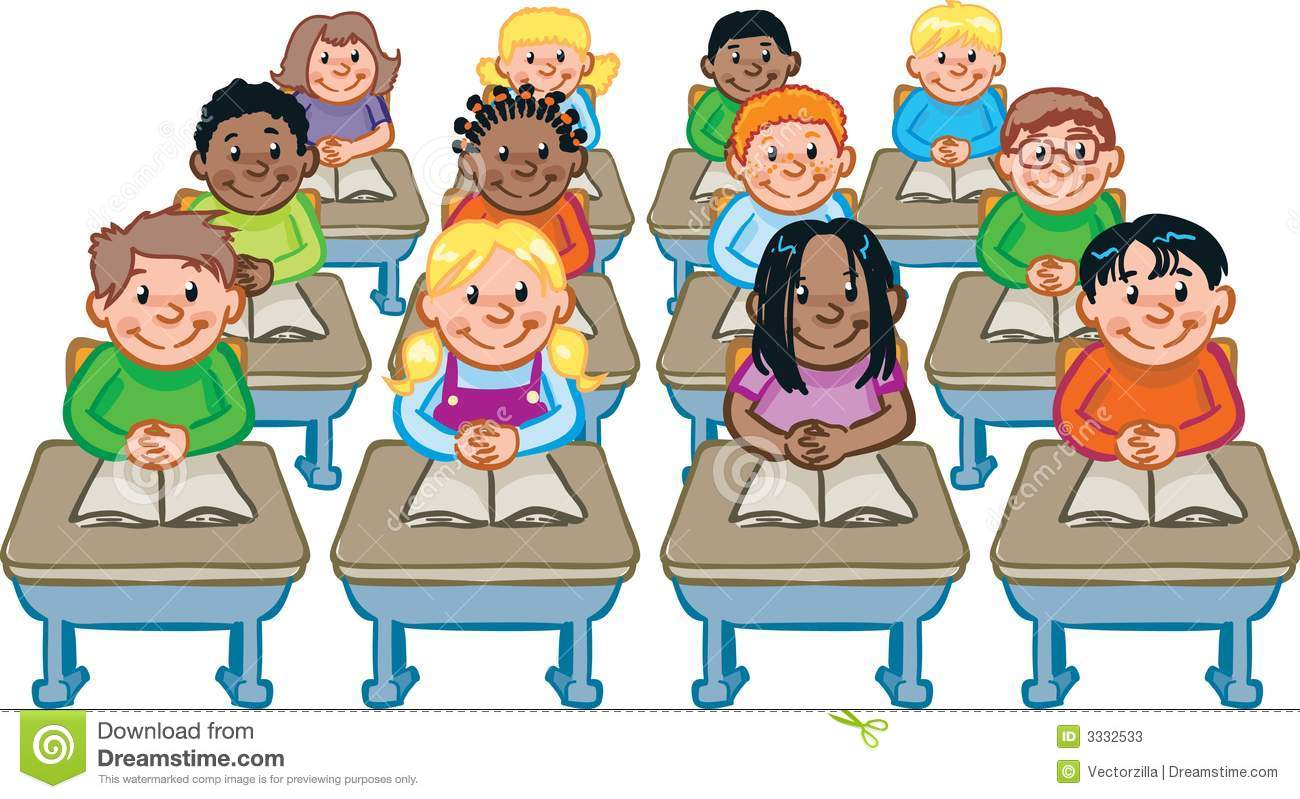 Download from
Dreamstime.com
This watermarked comp image is for previewing purposes only.
ID 3332533
© Vectorzilla | Dreamstime.com